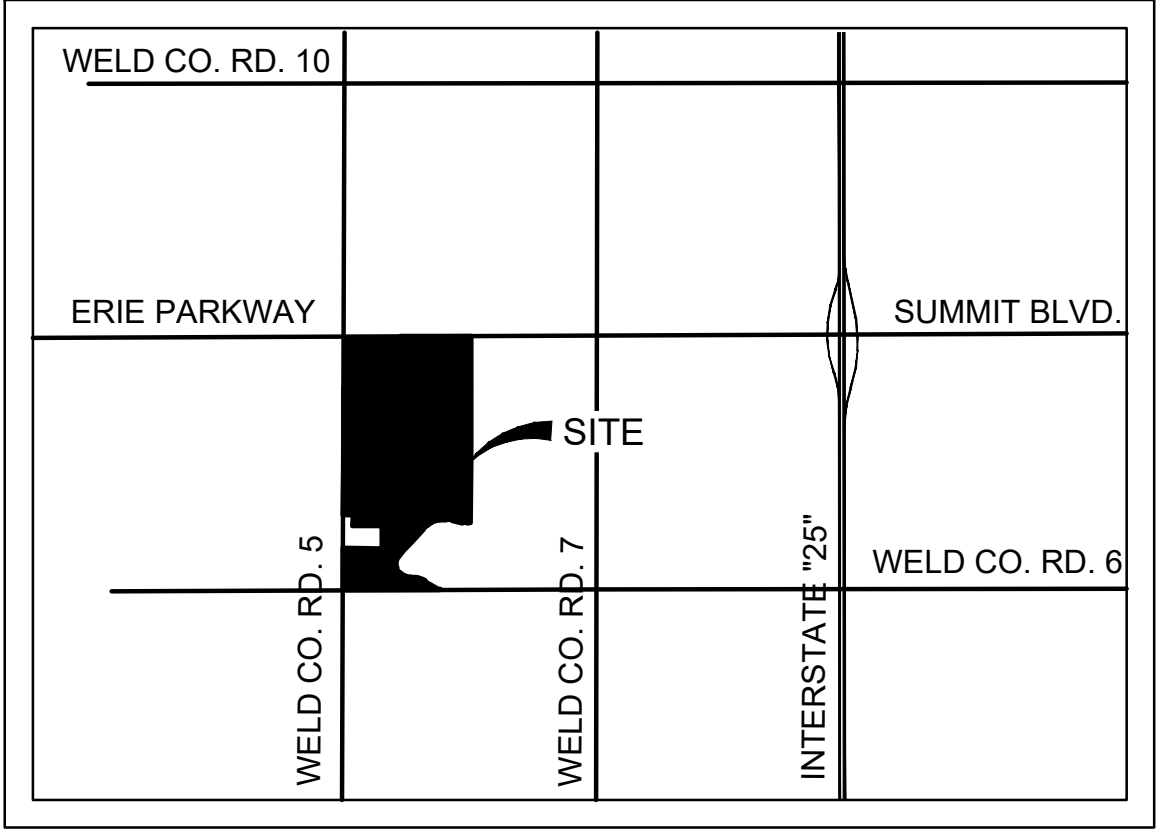 WELD CO. RD. 10
ERIE PARKWAY
SUMMIT BLVD.
SITE
WELD CO. RD. 5
WELD CO. RD. 7
INTERSTATE "25"
WELD CO. RD. 6